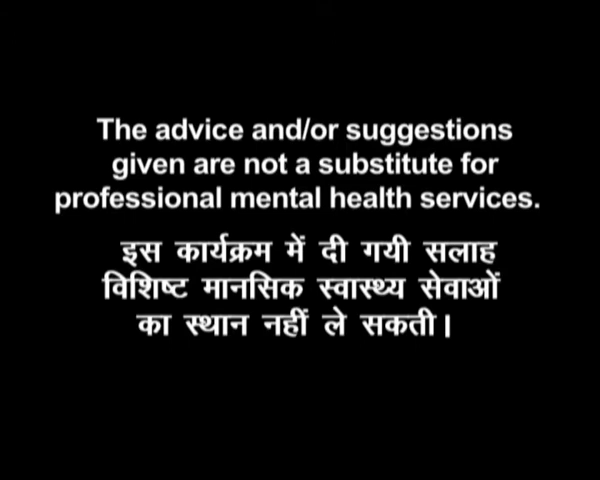 The advice and/or suggestions
given are not a substitute for
professional mental health services.
इस कार्यक्रम में दी गयी सलाह
विशिष्ट मानसिक स्वास्थ्य सेवाओं
का स्थान नहीं ले सकती।